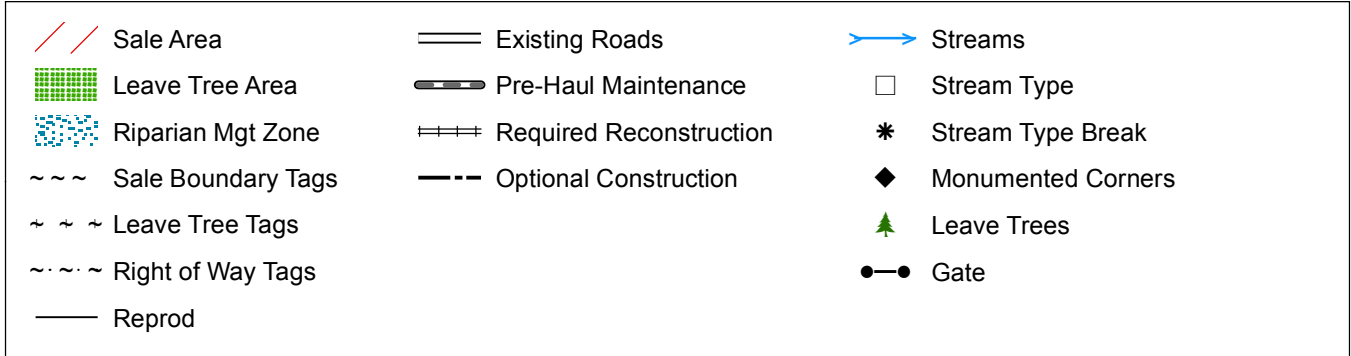 Sale Area
Leave Tree Area
Riparian Mgt Zone
Sale Boundary Tags
Leave Tree Tags
Right of Way Tags
Reprod
Existing Roads
Pre-Haul Maintenance
Required Reconstruction
Optional Construction
Streams
Stream Type
Stream Type Break
Monumented Corners
Leave Trees
Gate